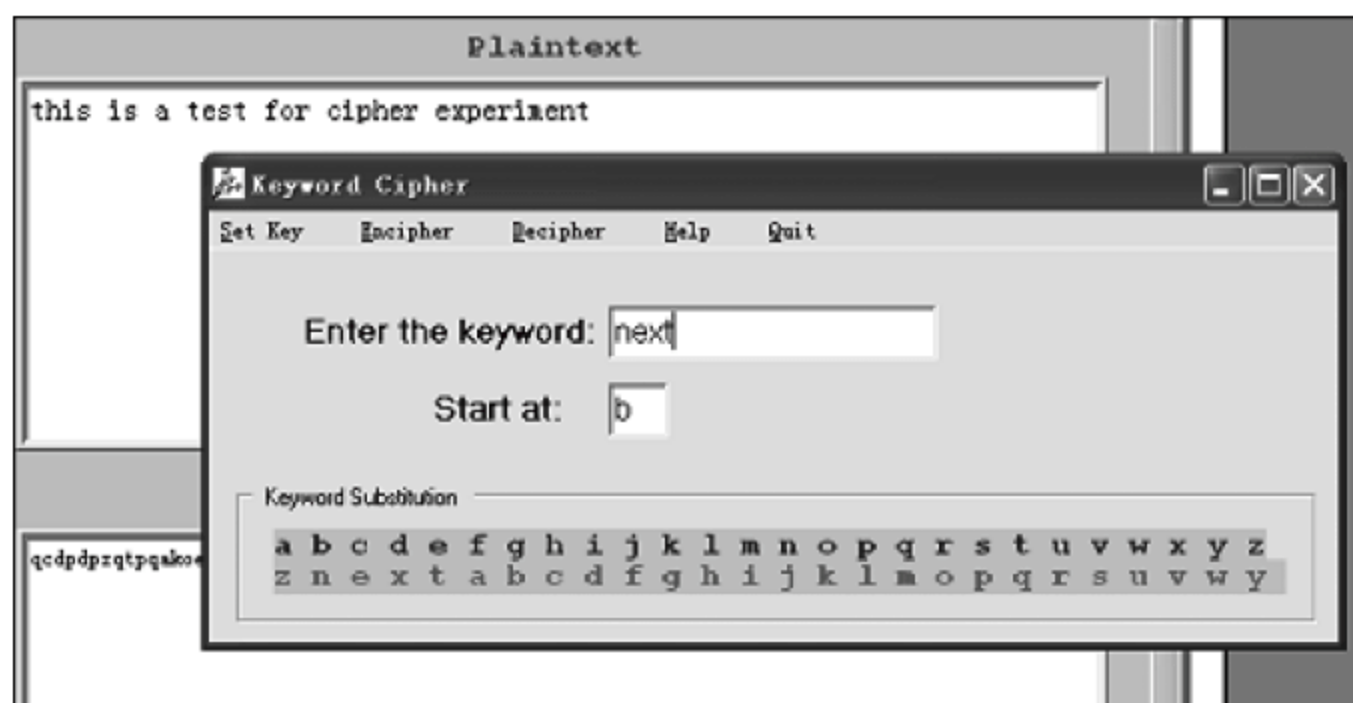 Plaintext
this is a test for cipher experiment
Keyword Cipher
Set Key Encipher Decipher Help Quit
Enter the keyword: next
Start at: b
Keyword Substitution
a b c d e f g h i j k l m n o p q r s t u v w x y z
z n e x t a b c d f g h i j k l m o p q r s u v w y
qcdpdpzqtpqakoe